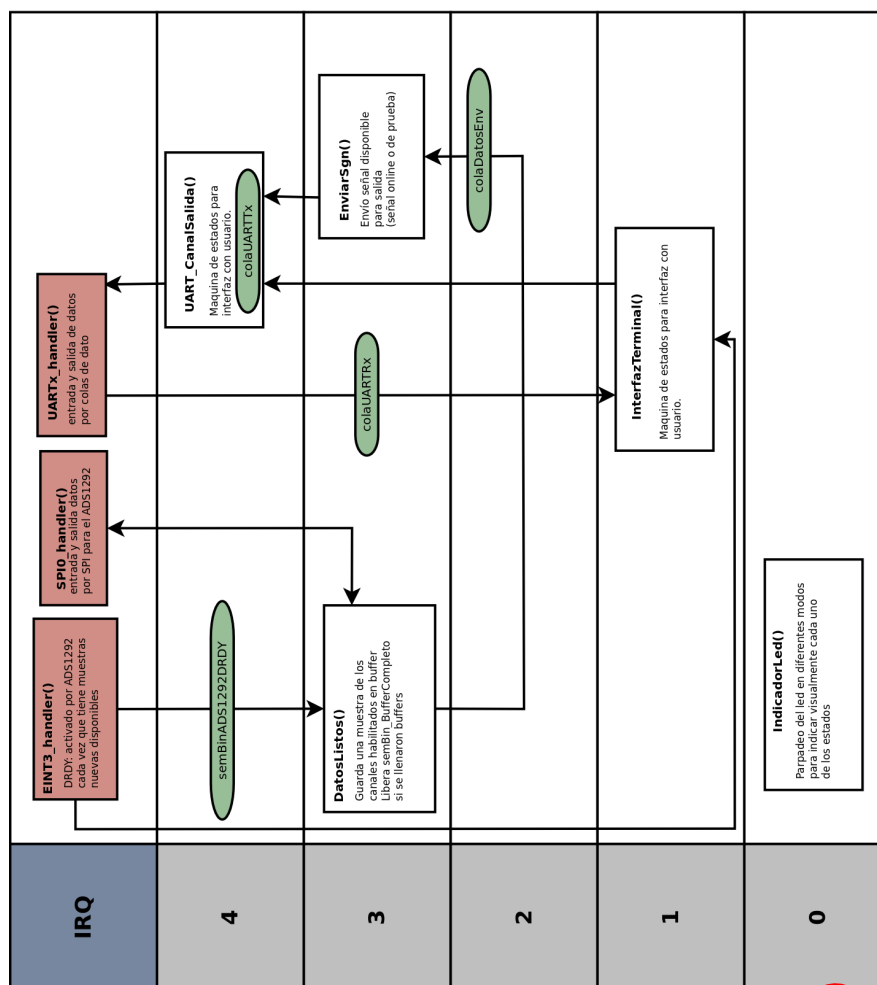 IRQ
EINT3_handler()
DRDY: activado por ADS1292
cada vez que tiene muestras
nuevas disponibles
SPI0_handler()
entrada y salida datos
por SPI para el ADS1292
UARTx_handler()
entrada y salida de datos
por colas de dato
4
semBinADS1292DRDY
UART_CanalSalida()
Maquina de estados para
interfaz con usuario.
colaUARTTx
3
DatosListos()
Guarda una muestra de los
canales habilitados en buffer
Libera semBin_BufferCompleto
si se llenaron buffers
colaUARTRx
EnviarSgn()
Envío señal disponible
para salida
(señal online o de prueba)
2
colaDatosEnv
1
InterfazTerminal()
Maquina de estados para interfaz con
usuario.
0
IndicadorLed()
Parpadeo del led en diferentes modos
para indicar visualmente cada uno
de los estados